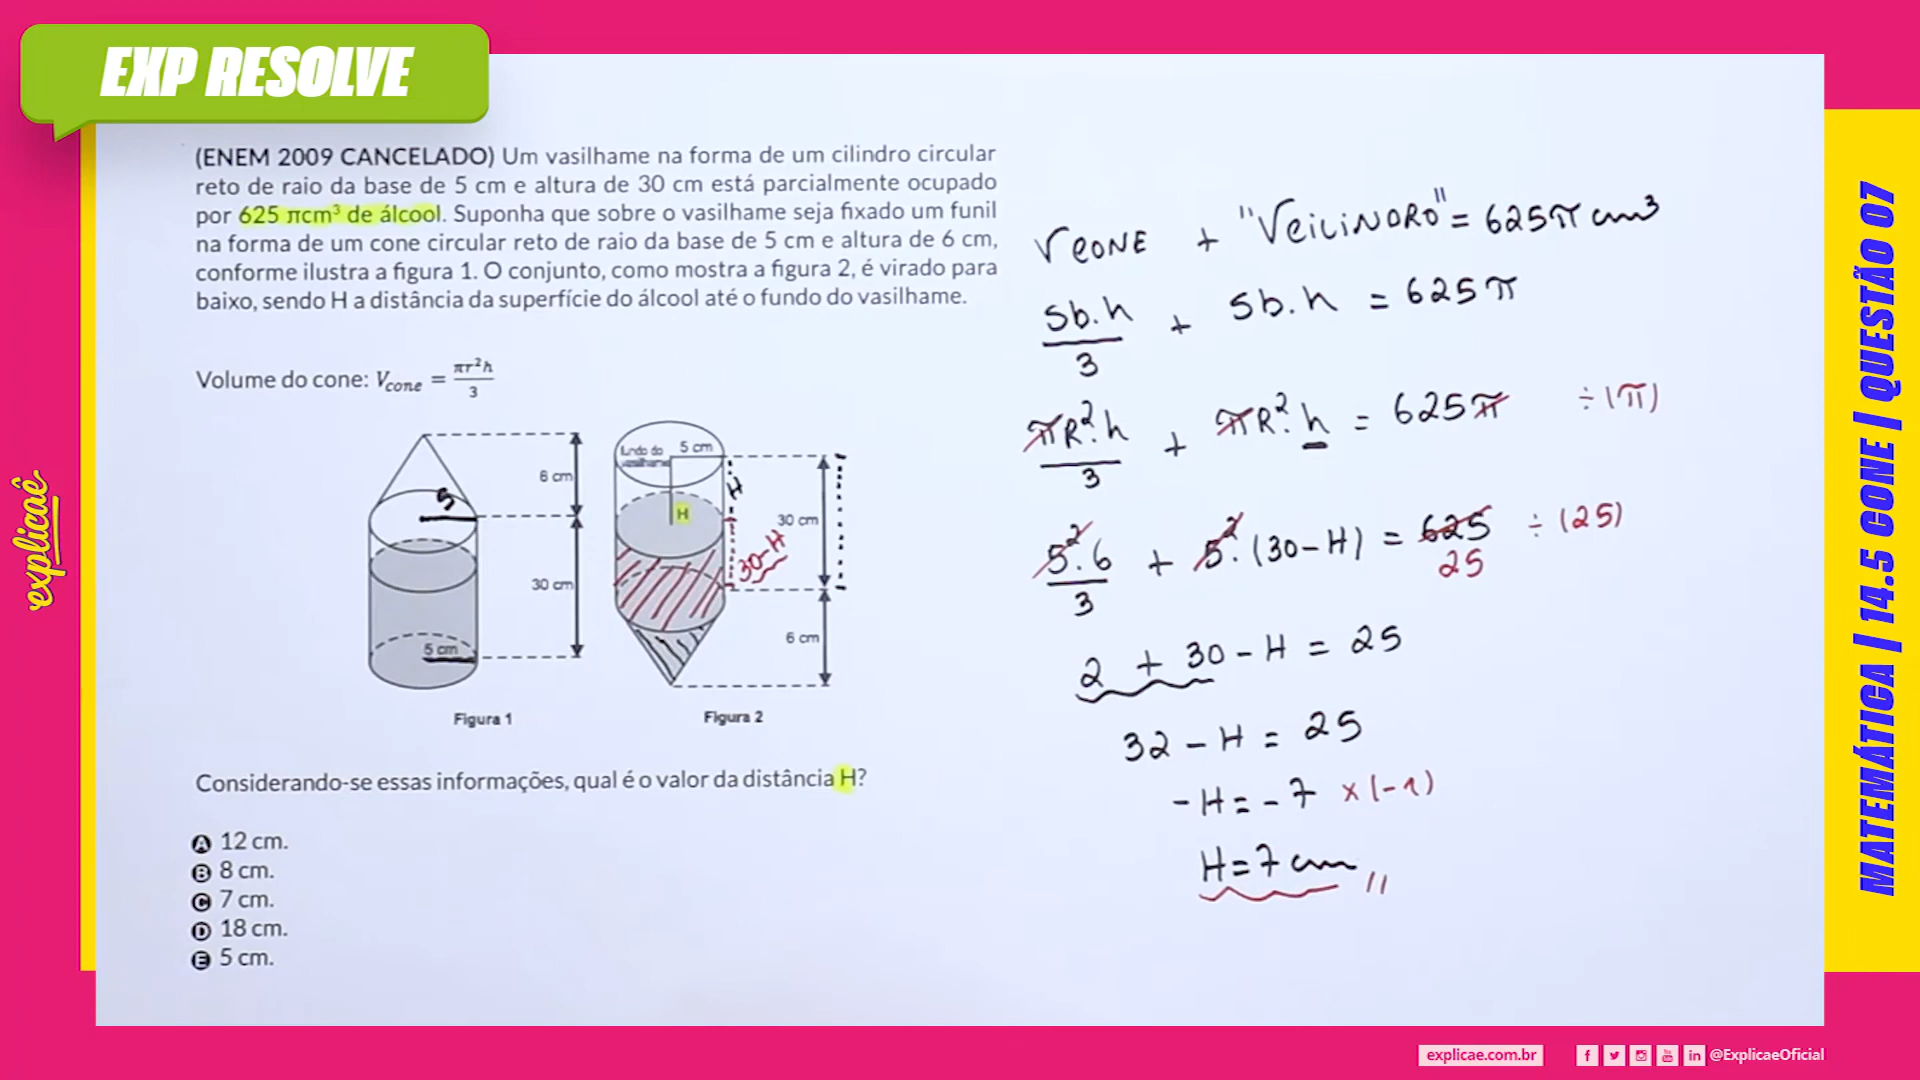 EXP RESOLVE
(ENEM 2009 CANCELADO) Um vasilhame na forma de um cilindro circular
reto de raio da base de 5 cm e altura de 30 cm está parcialmente ocupado
por 625 πcm³ de álcool. Suponha que sobre o vasilhame seja fixado um funil
na forma de um cone circular reto de raio da base de 5 cm e altura de 6 cm,
conforme ilustra a figura 1. O conjunto, como mostra a figura 2, é virado para
baixo, sendo H a distância da superfície do álcool até o fundo do vasilhame.
Volume do cone: Vcone = πr²h/3
6 cm
5
30 cm
5 cm
Figura 1
fundo do
vasilhame
5 cm
H
H
30 cm
30-H
6 cm
Figura 2
Considerando-se essas informações, qual é o valor da distância H?
A 12 cm.
B 8 cm.
C 7 cm.
D 18 cm.
E 5 cm.
VCONE + "VCILINDRO" = 625π cm³
Sb.h/3 + Sb.h = 625π
πR².h/3 + πR².h = 625π ÷(π)
5².6/3 + 5².(30-H) = 625 ÷(25)
25
2 + 30 - H = 25
32 - H = 25
-H = -7 x(-1)
H = 7 cm //
explicaê
MATEMÁTICA | 14.5 CONE | QUESTÃO 07
explicae.com.br
f in @ExplicaeOficial